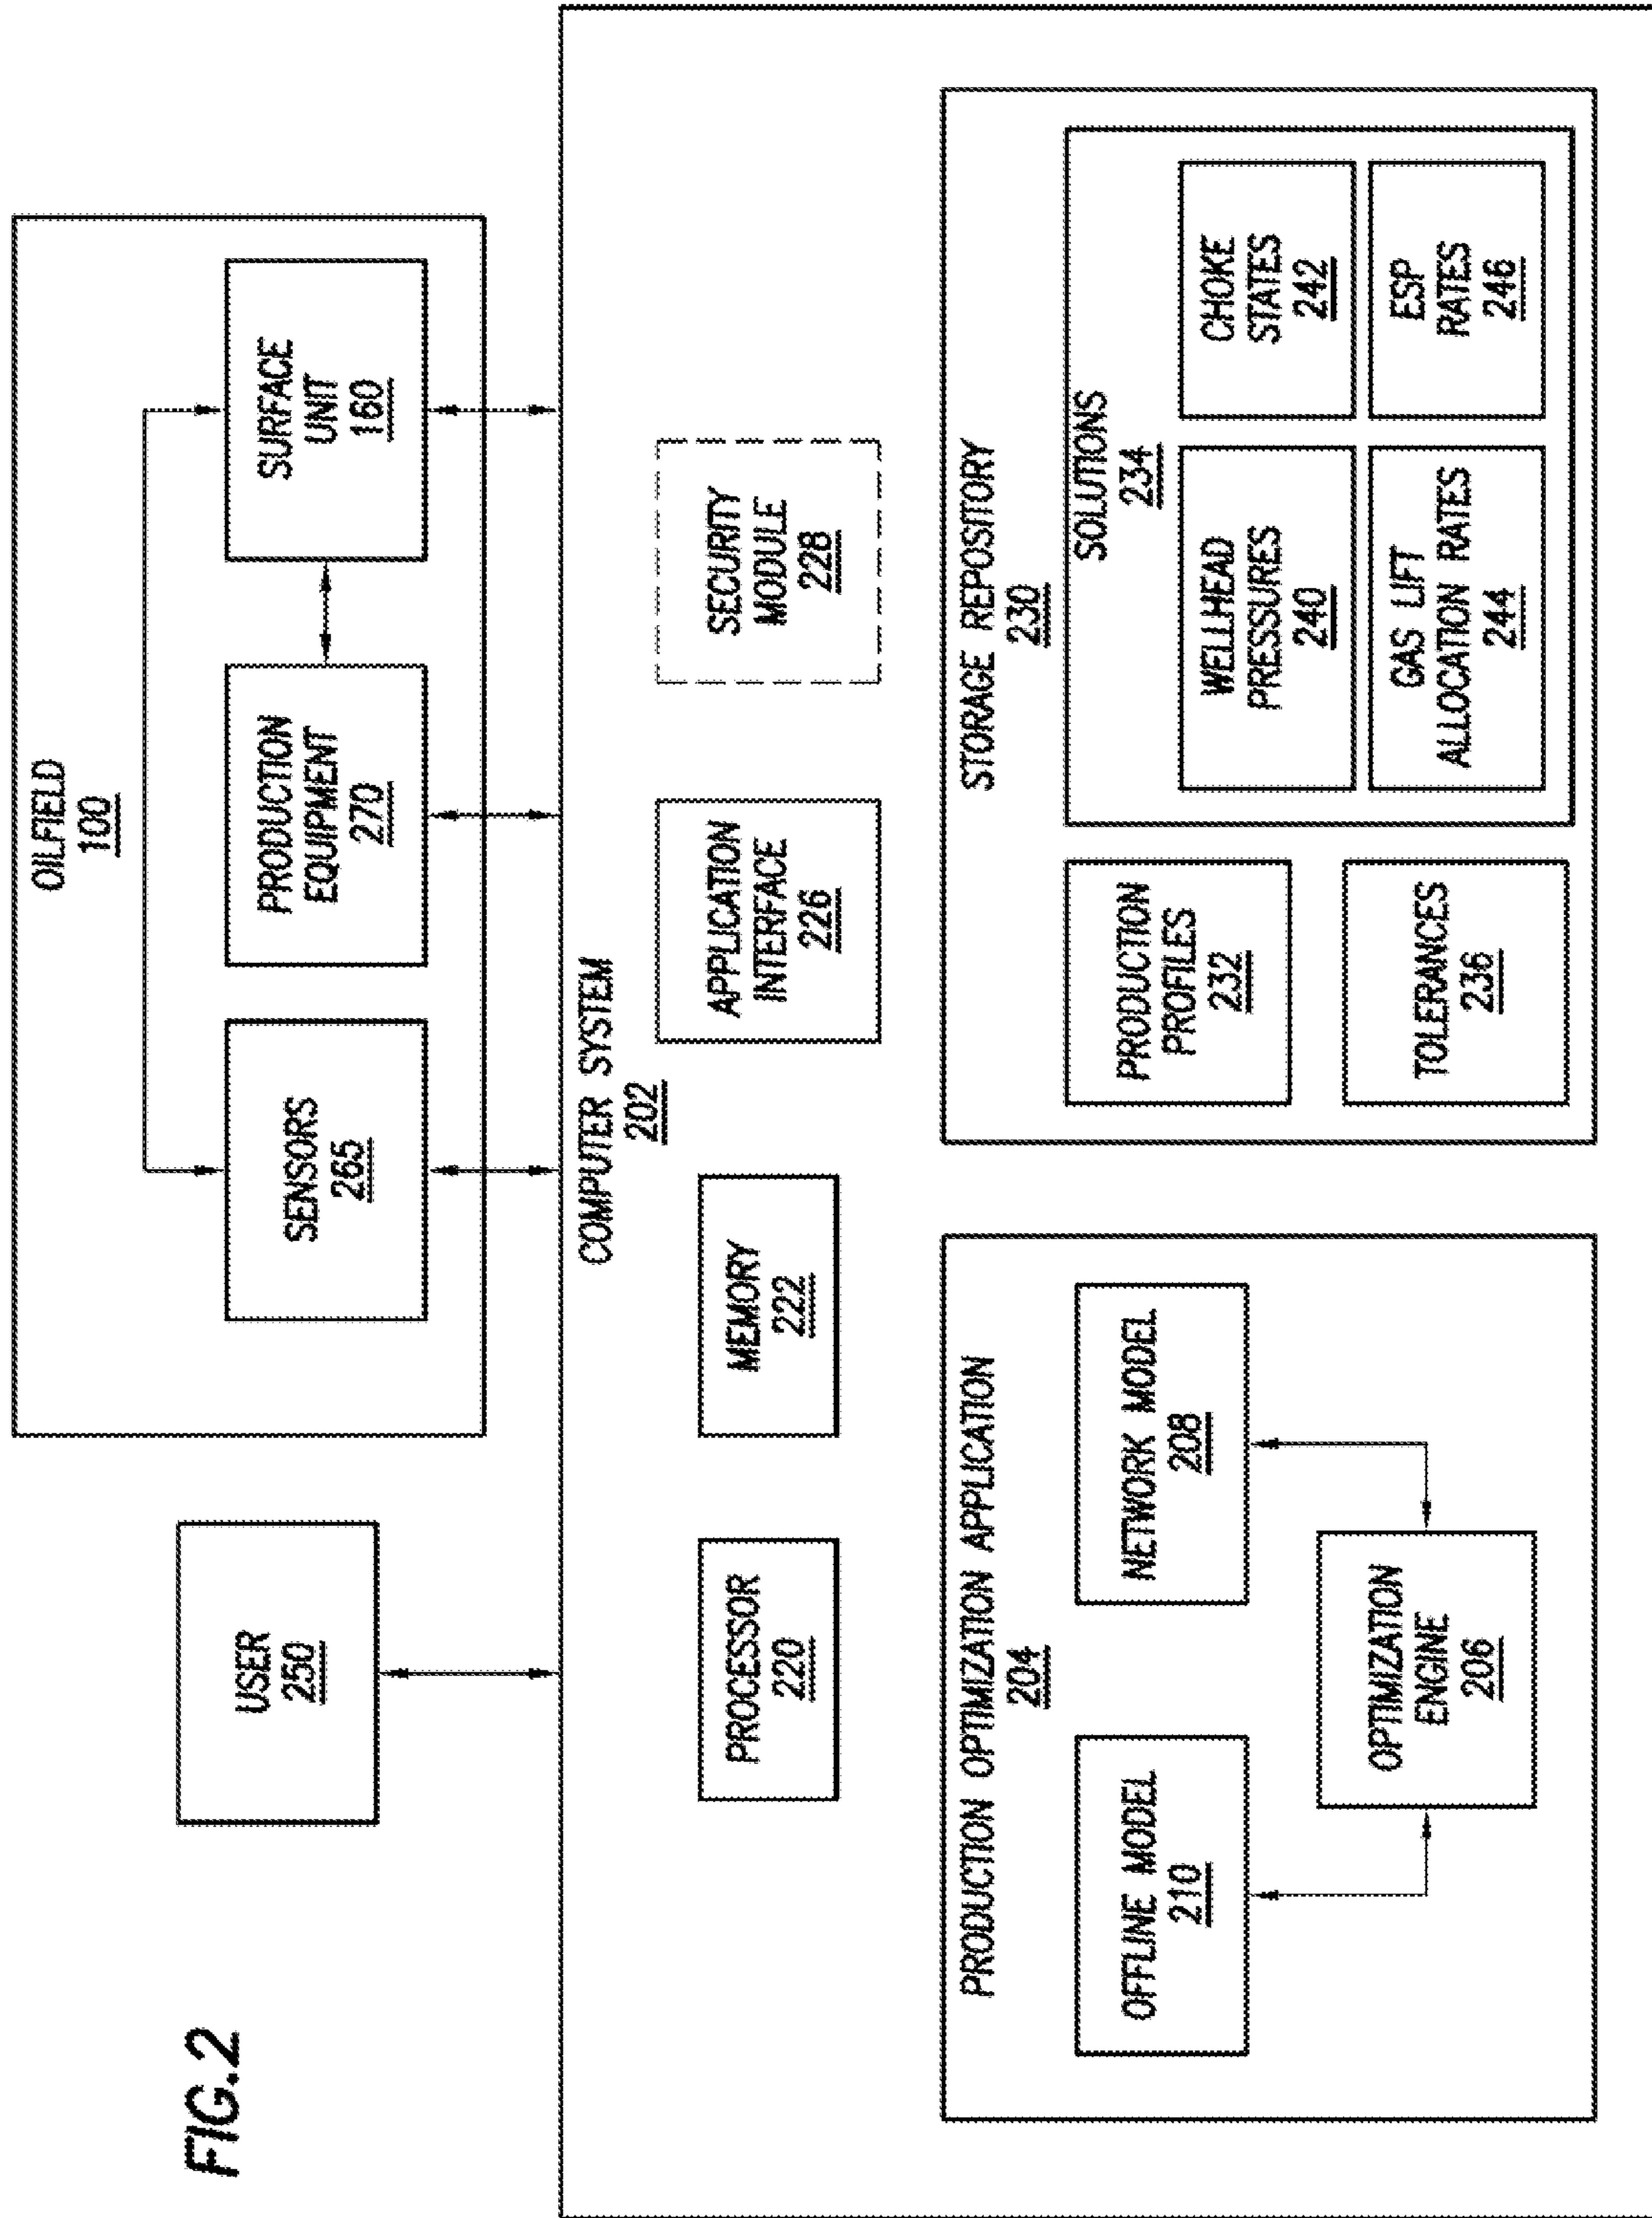 FIG.2
USER
250
OILFIELD
100
SENSORS
265
PRODUCTION
EQUIPMENT
270
SURFACE
UNIT
160
COMPUTER SYSTEM
202
PROCESSOR
220
MEMORY
222
APPLICATION
INTERFACE
226
SECURITY
MODULE
228
PRODUCTION OPTIMIZATION APPLICATION
204
OFFLINE MODEL
210
NETWORK MODEL
208
OPTIMIZATION
ENGINE
206
STORAGE REPOSITORY
230
PRODUCTION
PROFILES
232
TOLERANCES
236
SOLUTIONS
234
WELLHEAD
PRESSURES
240
CHOKE
STATES
242
GAS LIFT
ALLOCATION RATES
244
ESP
RATES
246